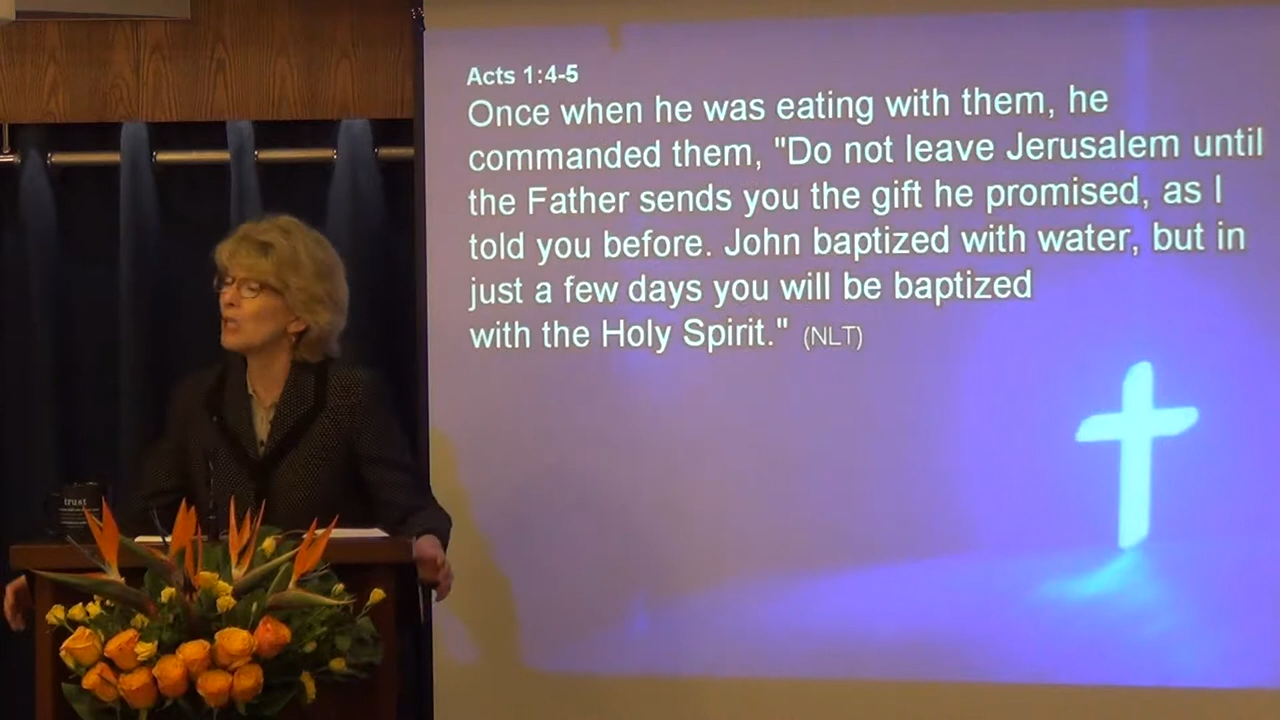 Acts 1:4-5
Once when he was eating with them, he
commanded them, "Do not leave Jerusalem until
the Father sends you the gift he promised, as I
told you before. John baptized with water, but in
just a few days you will be baptized
with the Holy Spirit." (NLT)
trust